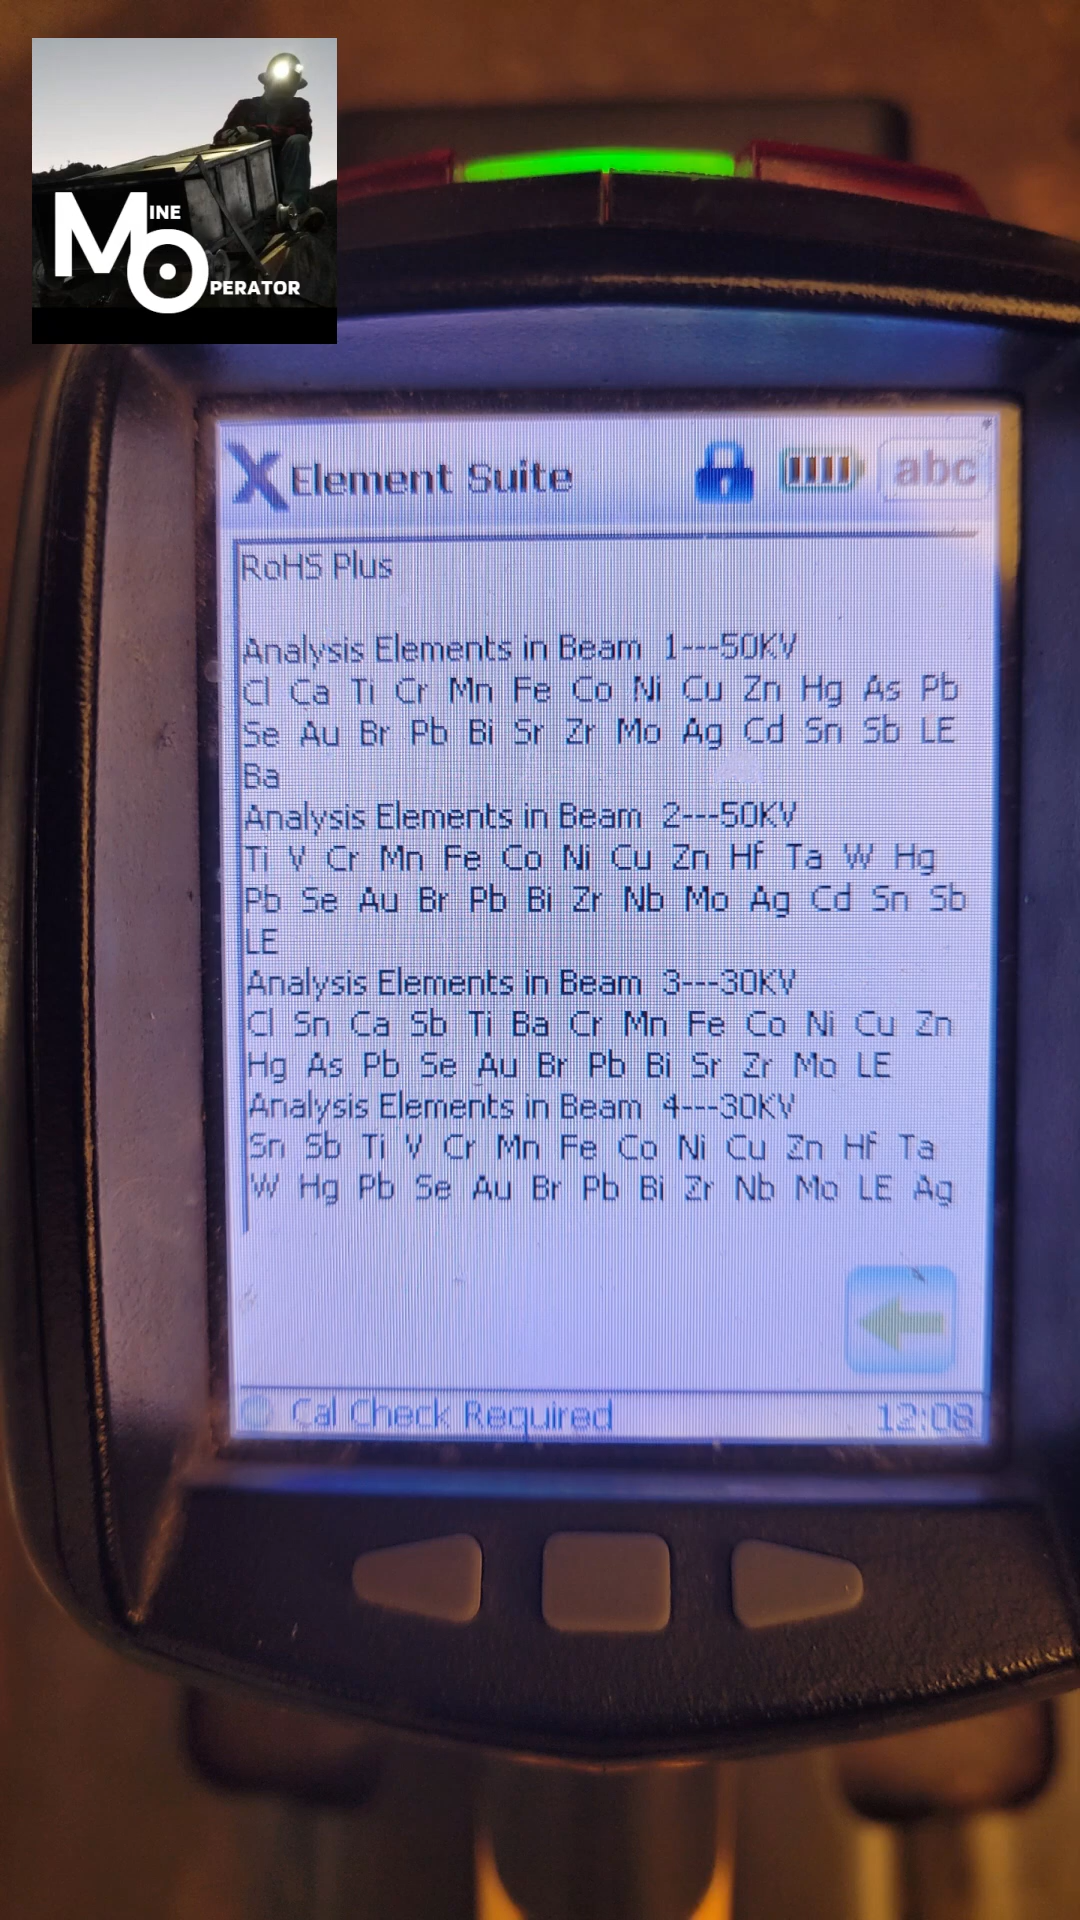 MINE
OPERATOR
X Element Suite abc
RoHS Plus
Analysis Elements in Beam 1---50KV
Cl Ca Ti Cr Mn Fe Co Ni Cu Zn Hg As Pb
Se Au Br Pb Bi Sr Zr Mo Ag Cd Sn Sb LE
Ba
Analysis Elements in Beam 2---50KV
Ti V Cr Mn Fe Co Ni Cu Zn Hf Ta W Hg
Pb Se Au Br Pb Bi Zr Nb Mo Ag Cd Sn Sb
LE
Analysis Elements in Beam 3---30KV
Cl Sn Ca Sb Ti Ba Cr Mn Fe Co Ni Cu Zn
Hg As Pb Se Au Br Pb Bi Sr Zr Mo LE
Analysis Elements in Beam 4---30KV
Sn Sb Ti V Cr Mn Fe Co Ni Cu Zn Hf Ta
W Hg Pb Se Au Br Pb Bi Zr Nb Mo LE Ag
Cal Check Required 12:08